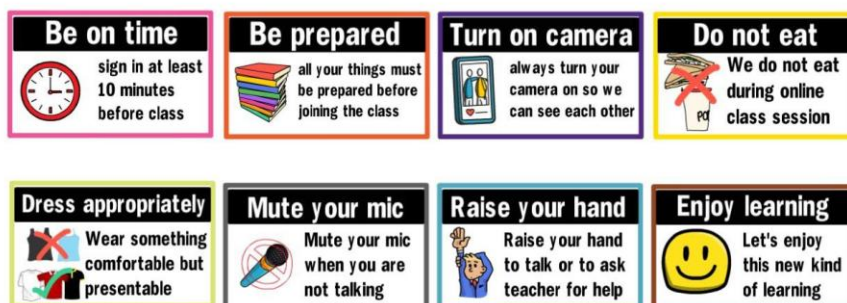 Be on time
sign in at least
10 minutes
before class
Be prepared
all your things must
be prepared before
joining the class
Turn on camera
always turn your
camera on so we
can see each other
Do not eat
We do not eat
during online
class session
Dress appropriately
Wear something
comfortable but
presentable
Mute your mic
Mute your mic
when you are
not talking
Raise your hand
Raise your hand
to talk or to ask
teacher for help
Enjoy learning
Let's enjoy
this new kind
of learning